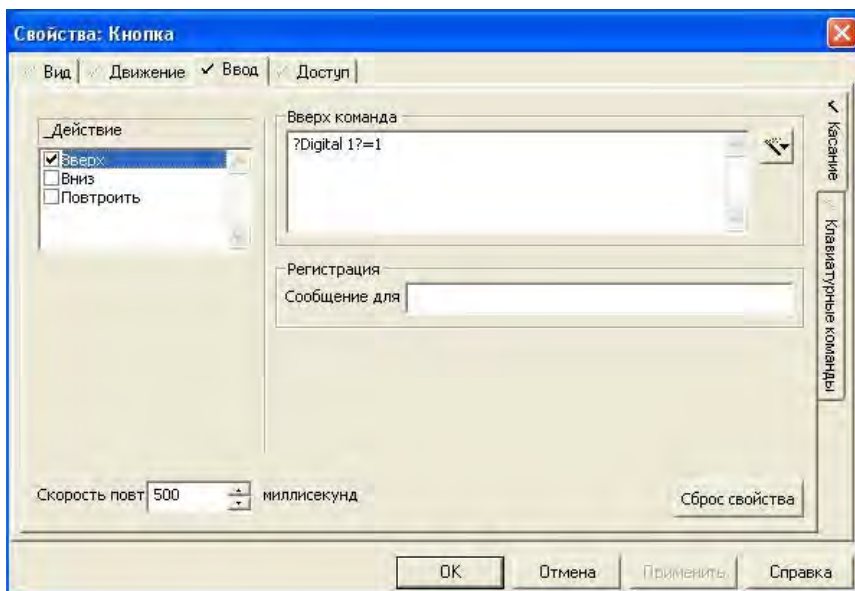 Свойства: Кнопка
Вид
Движение
Ввод
Доступ
_Действие
Вверх
Вниз
Повтроить
Вверх команда
?Digital 1?=1
Регистрация
Сообщение для
Касание
Клавиатурные команды
Скорость повт 500 миллисекунд
Сброс свойства
OK
Отмена
Применить
Справка